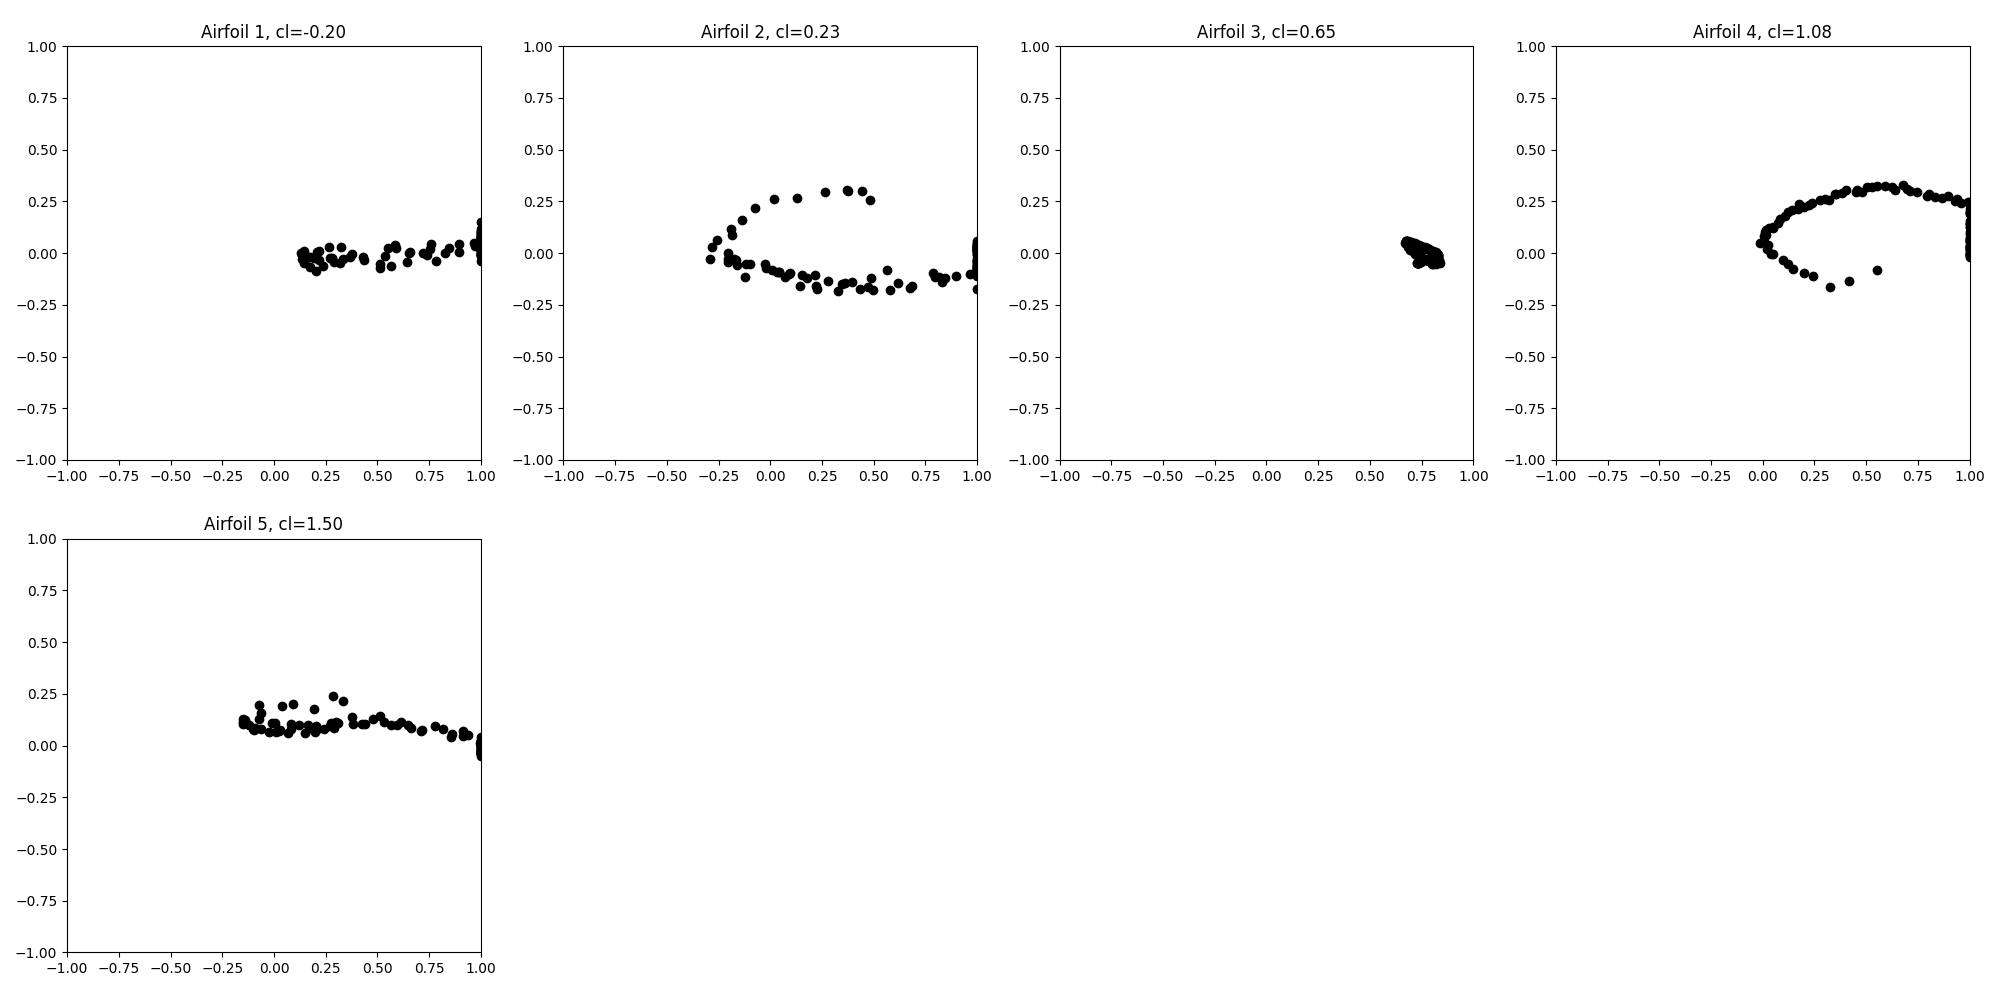 Airfoil 1, cl=-0.20
Airfoil 2, cl=0.23
Airfoil 3, cl=0.65
Airfoil 4, cl=1.08
1.00 1.00 1.00 1.00
0.75 0.75 0.75 0.75
0.50 0.50 0.50 0.50
0.25 0.25 0.25 0.25
0.00 0.00 0.00 0.00
−0.25 −0.25 −0.25 −0.25
−0.50 −0.50 −0.50 −0.50
−0.75 −0.75 −0.75 −0.75
−1.00 −1.00 −1.00 −1.00
−1.00 −0.75 −0.50 −0.25 0.00 0.25 0.50 0.75 1.00
−1.00 −0.75 −0.50 −0.25 0.00 0.25 0.50 0.75 1.00
−1.00 −0.75 −0.50 −0.25 0.00 0.25 0.50 0.75 1.00
−1.00 −0.75 −0.50 −0.25 0.00 0.25 0.50 0.75 1.00
Airfoil 5, cl=1.50
1.00
0.75
0.50
0.25
0.00
−0.25
−0.50
−0.75
−1.00
−1.00 −0.75 −0.50 −0.25 0.00 0.25 0.50 0.75 1.00